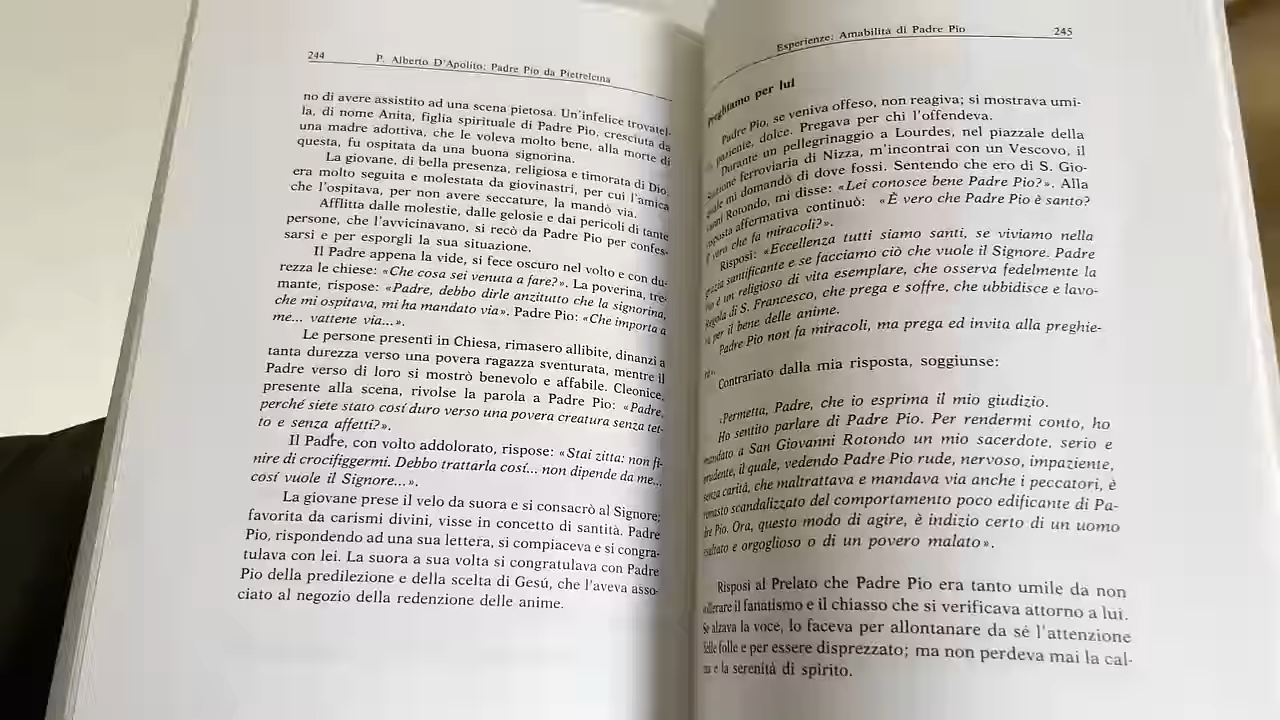 244
P. Alberto D'Apolito: Padre Pio da Pietrelcina
no di avere assistito ad una scena pietosa. Un'infelice trovatel-
la, di nome Anita, figlia spirituale di Padre Pio, cresciuta da
una madre adottiva, che le voleva molto bene, alla morte di
questa, fu ospitata da una buona signorina.
La giovane, di bella presenza, religiosa e timorata di Dio,
era molto seguita e molestata da giovinastri, per cui l'amica
che l'ospitava, per non avere seccature, la mandò via.
Afflitta dalle molestie, dalle gelosie e dai pericoli di tante
persone, che l'avvicinavano, si recò da Padre Pio per confes-
sarsi e per esporgli la sua situazione.
Il Padre appena la vide, si fece oscuro nel volto e con du-
rezza le chiese: «Che cosa sei venuta a fare?». La poverina, tre-
mante, rispose: «Padre, debbo dirle anzitutto che la signorina,
che mi ospitava, mi ha mandato via». Padre Pio: «Che importa a
me... vattene via...».
Le persone presenti in Chiesa, rimasero allibite, dinanzi a
tanta durezza verso una povera ragazza sventurata, mentre il
Padre verso di loro si mostrò benevolo e affabile. Cleonice,
presente alla scena, rivolse la parola a Padre Pio: «Padre,
perché siete stato cosí duro verso una povera creatura senza tet-
to e senza affetti?».
Il Padre, con volto addolorato, rispose: «Stai zitta: non fi-
nire di crocifiggermi. Debbo trattarla cosí... non dipende da me...
cosí vuole il Signore...».
La giovane prese il velo da suora e si consacrò al Signore;
favorita da carismi divini, visse in concetto di santità. Padre
Pio, rispondendo ad una sua lettera, si compiaceva e si congra-
tulava con lei. La suora a sua volta si congratulava con Padre
Pio della predilezione e della scelta di Gesú, che l'aveva asso-
ciato al negozio della redenzione delle anime.
Esperienze: Amabilità di Padre Pio
245
Preghiamo per lui
Padre Pio, se veniva offeso, non reagiva; si mostrava umi-
paziente, dolce. Pregava per chi l'offendeva.
Durante un pellegrinaggio a Lourdes, nel piazzale della
stazione ferroviaria di Nizza, m'incontrai con un Vescovo, il
quale mi domandò di dove fossi. Sentendo che ero di S. Gio-
vanni Rotondo, mi disse: «Lei conosce bene Padre Pio?». Alla
risposta affermativa continuò: «È vero che Padre Pio è santo?
È vero che fa miracoli?».
Risposi: «Eccellenza tutti siamo santi, se viviamo nella
grazia santificante e se facciamo ciò che vuole il Signore. Padre
Pio è un religioso di vita esemplare, che osserva fedelmente la
Regola di S. Francesco, che prega e soffre, che ubbidisce e lavo-
ra per il bene delle anime.
Padre Pio non fa miracoli, ma prega ed invita alla preghie-
ra».
Contrariato dalla mia risposta, soggiunse:
«Permetta, Padre, che io esprima il mio giudizio.
Ho sentito parlare di Padre Pio. Per rendermi conto, ho
mandato a San Giovanni Rotondo un mio sacerdote, serio e
prudente, il quale, vedendo Padre Pio rude, nervoso, impaziente,
senza carità, che maltrattava e mandava via anche i peccatori, è
rimasto scandalizzato del comportamento poco edificante di Pa-
dre Pio. Ora, questo modo di agire, è indizio certo di un uomo
esaltato e orgoglioso o di un povero malato».
Risposi al Prelato che Padre Pio era tanto umile da non
tollerare il fanatismo e il chiasso che si verificava attorno a lui.
Se alzava la voce, lo faceva per allontanare da sé l'attenzione
delle folle e per essere disprezzato; ma non perdeva mai la cal-
ma e la serenità di spirito.